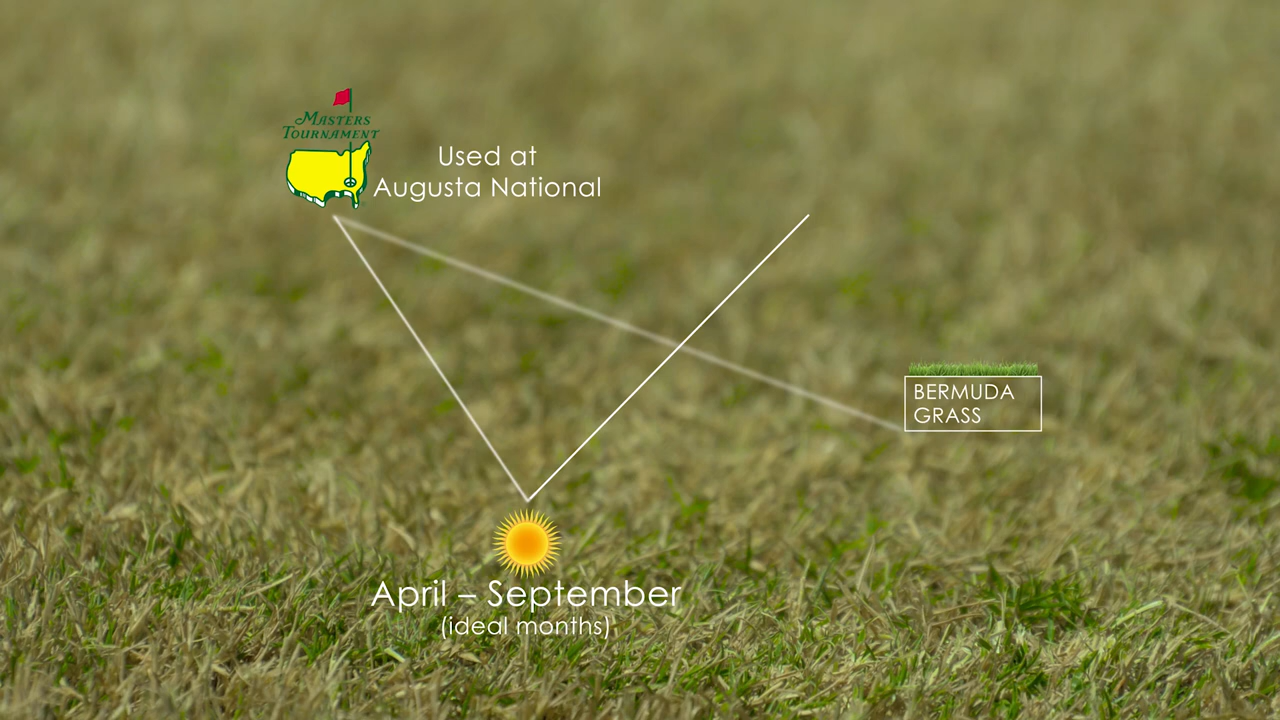 Masters
Tournament
Used at
Augusta National
BERMUDA
GRASS
April – September
(ideal months)